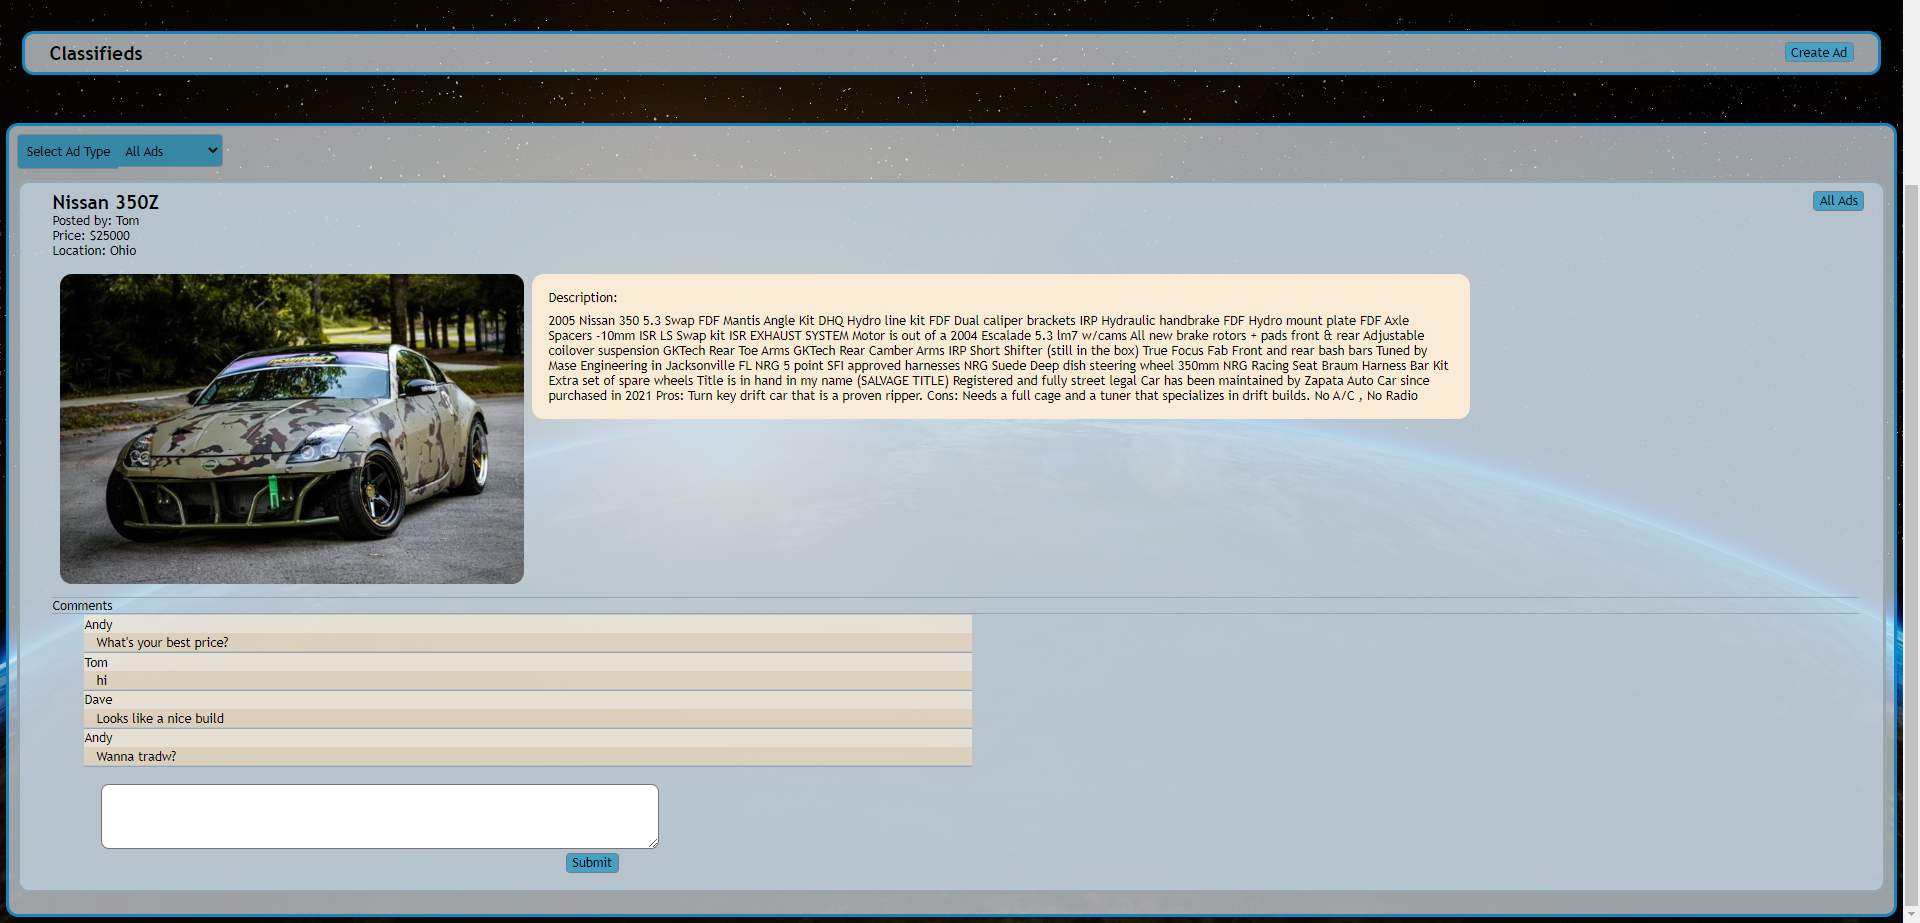 Classifieds
Create Ad
Select Ad Type
All Ads
Nissan 350Z
All Ads
Posted by: Tom
Price: $25000
Location: Ohio
Description:
2005 Nissan 350 5.3 Swap FDF Mantis Angle Kit DHQ Hydro line kit FDF Dual caliper brackets IRP Hydraulic handbrake FDF Hydro mount plate FDF Axle
Spacers -10mm ISR LS Swap kit ISR EXHAUST SYSTEM Motor is out of a 2004 Escalade 5.3 lm7 w/cams All new brake rotors + pads front & rear Adjustable
coilover suspension GKTech Rear Toe Arms GKTech Rear Camber Arms IRP Short Shifter (still in the box) True Focus Fab Front and rear bash bars Tuned by
Mase Engineering in Jacksonville FL NRG 5 point SFI approved harnesses NRG Suede Deep dish steering wheel 350mm NRG Racing Seat Braum Harness Bar Kit
Extra set of spare wheels Title is in hand in my name (SALVAGE TITLE) Registered and fully street legal Car has been maintained by Zapata Auto Car since
purchased in 2021 Pros: Turn key drift car that is a proven ripper. Cons: Needs a full cage and a tuner that specializes in drift builds. No A/C , No Radio
Comments
Andy
What's your best price?
Tom
hi
Dave
Looks like a nice build
Andy
Wanna tradw?
Submit